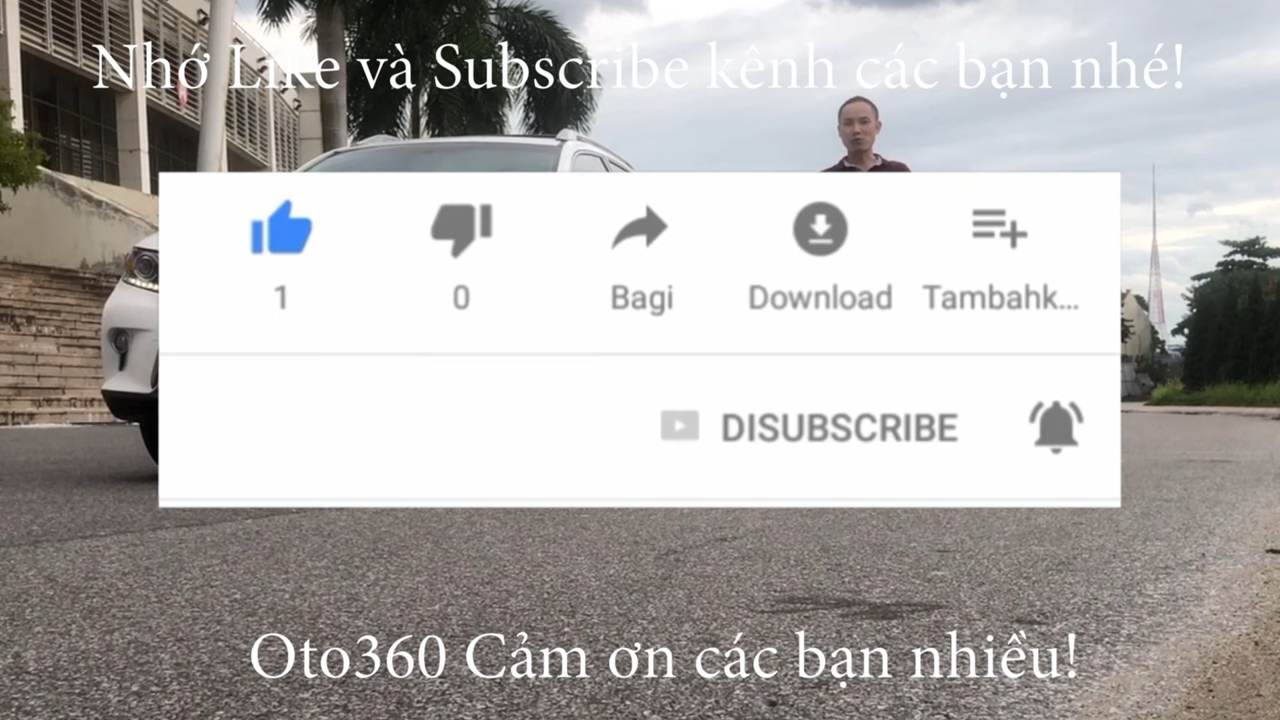 Nhớ Like và Subscribe kênh các bạn nhé!
1 0 Bagi Download Tambahk...
DISUBSCRIBE
Oto360 Cảm ơn các bạn nhiều!